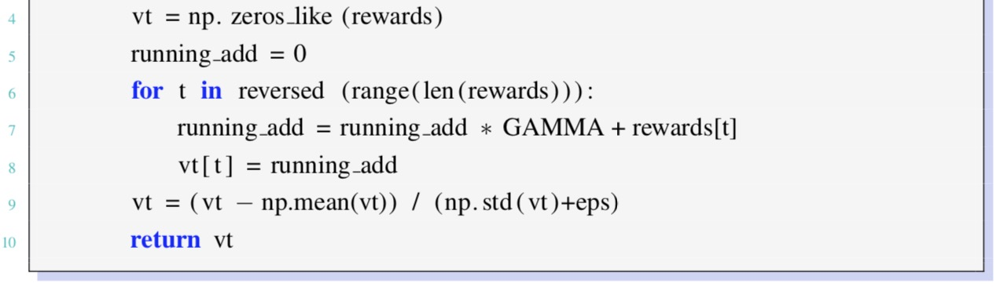 4 vt = np. zeros_like (rewards)
5 running_add = 0
6 for t in reversed (range(len(rewards))):
7 running_add = running_add * GAMMA + rewards[t]
8 vt[t] = running_add
9 vt = (vt − np.mean(vt)) / (np.std(vt)+eps)
10 return vt